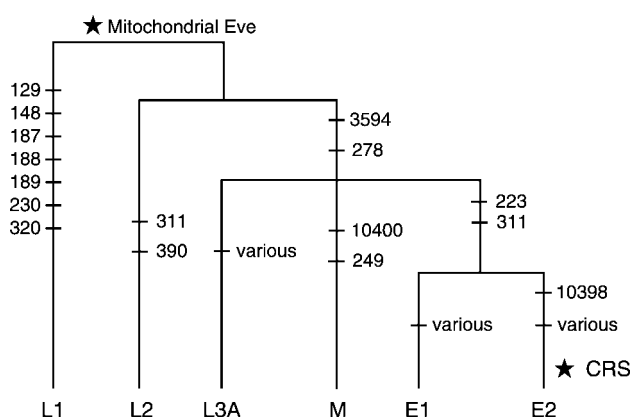 ★ Mitochondrial Eve
129
148
187
188
189
230
320
3594
278
311
390
various
10400
249
223
311
various
10398
various
★ CRS
L1 L2 L3A M E1 E2